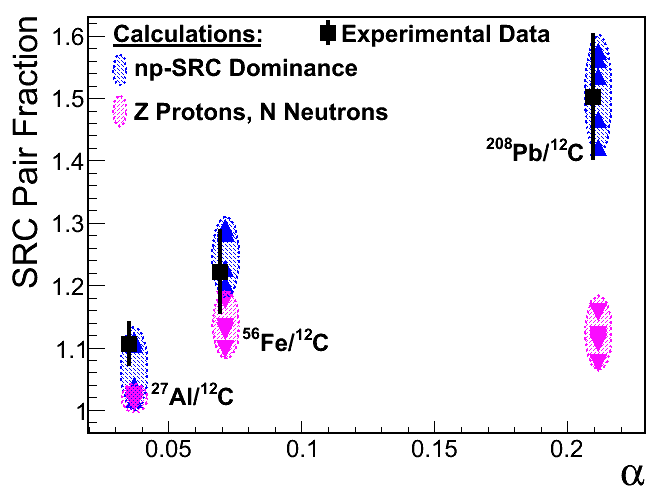 Calculations: Experimental Data
np-SRC Dominance
Z Protons, N Neutrons
SRC Pair Fraction
1.6
1.5
1.4
1.3
1.2
1.1
1
208Pb/12C
56Fe/12C
27Al/12C
0.05 0.1 0.15 0.2
α